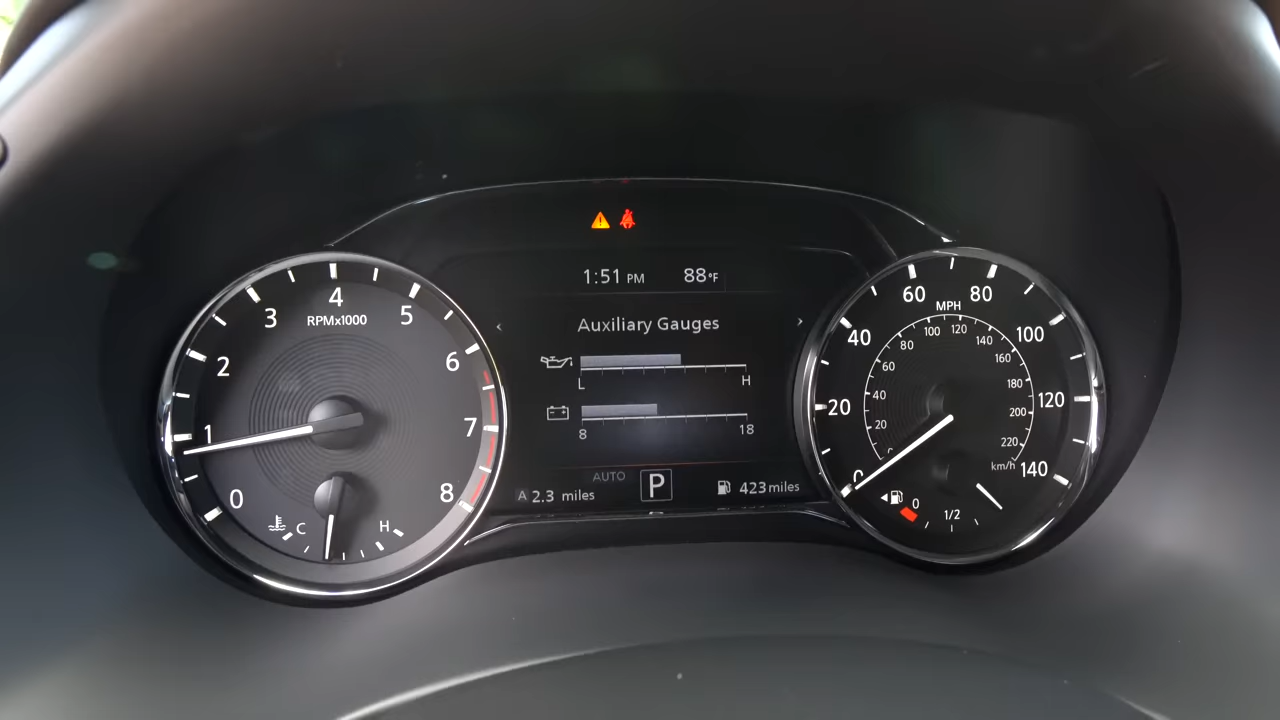 1:51 PM 88°F
Auxiliary Gauges
L H
8 18
AUTO
A 2.3 miles P 423 miles
0 1 2 3 4 5 6 7 8
RPMx1000
C H
0 20 40 60 80 100 120 140
MPH
0 20 40 60 80 100 120 140 160 180 200 220
km/h
0 1/2